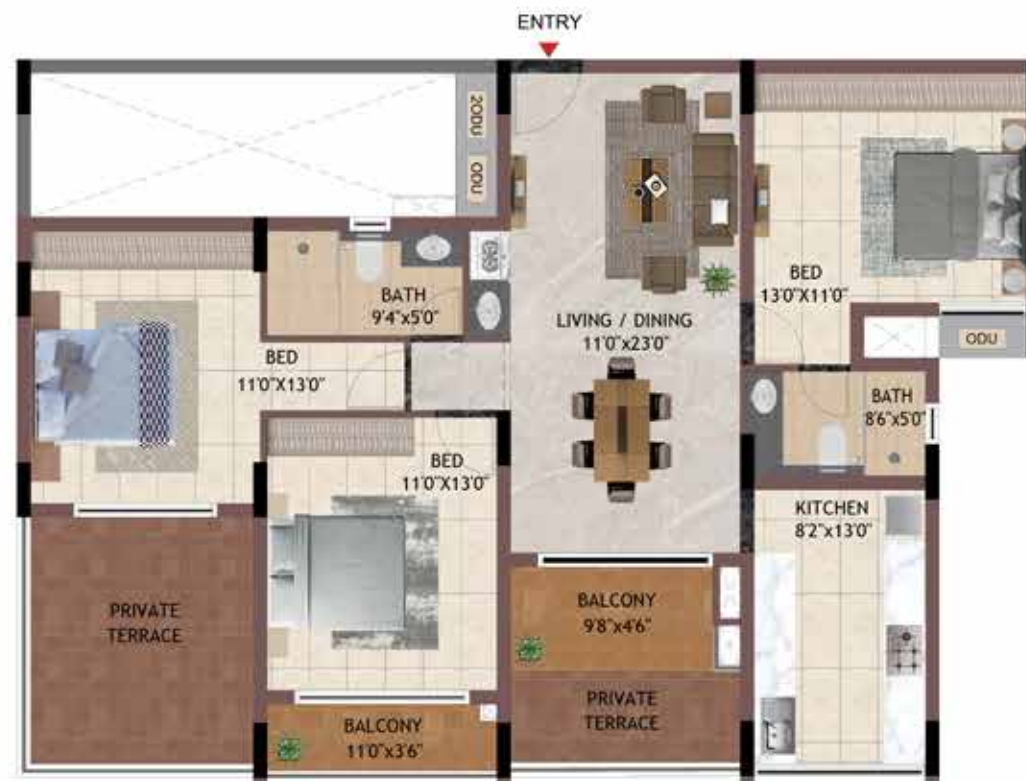 ENTRY
2ODU
ODU
BATH
9'4"x5'0"
BED
13'0"X11'0"
LIVING / DINING
11'0"x23'0"
ODU
BED
11'0"X13'0"
BATH
8'6"x5'0"
BED
11'0"X13'0"
KITCHEN
8'2"x13'0"
PRIVATE
TERRACE
BALCONY
9'8"x4'6"
PRIVATE
TERRACE
BALCONY
11'0"x3'6"